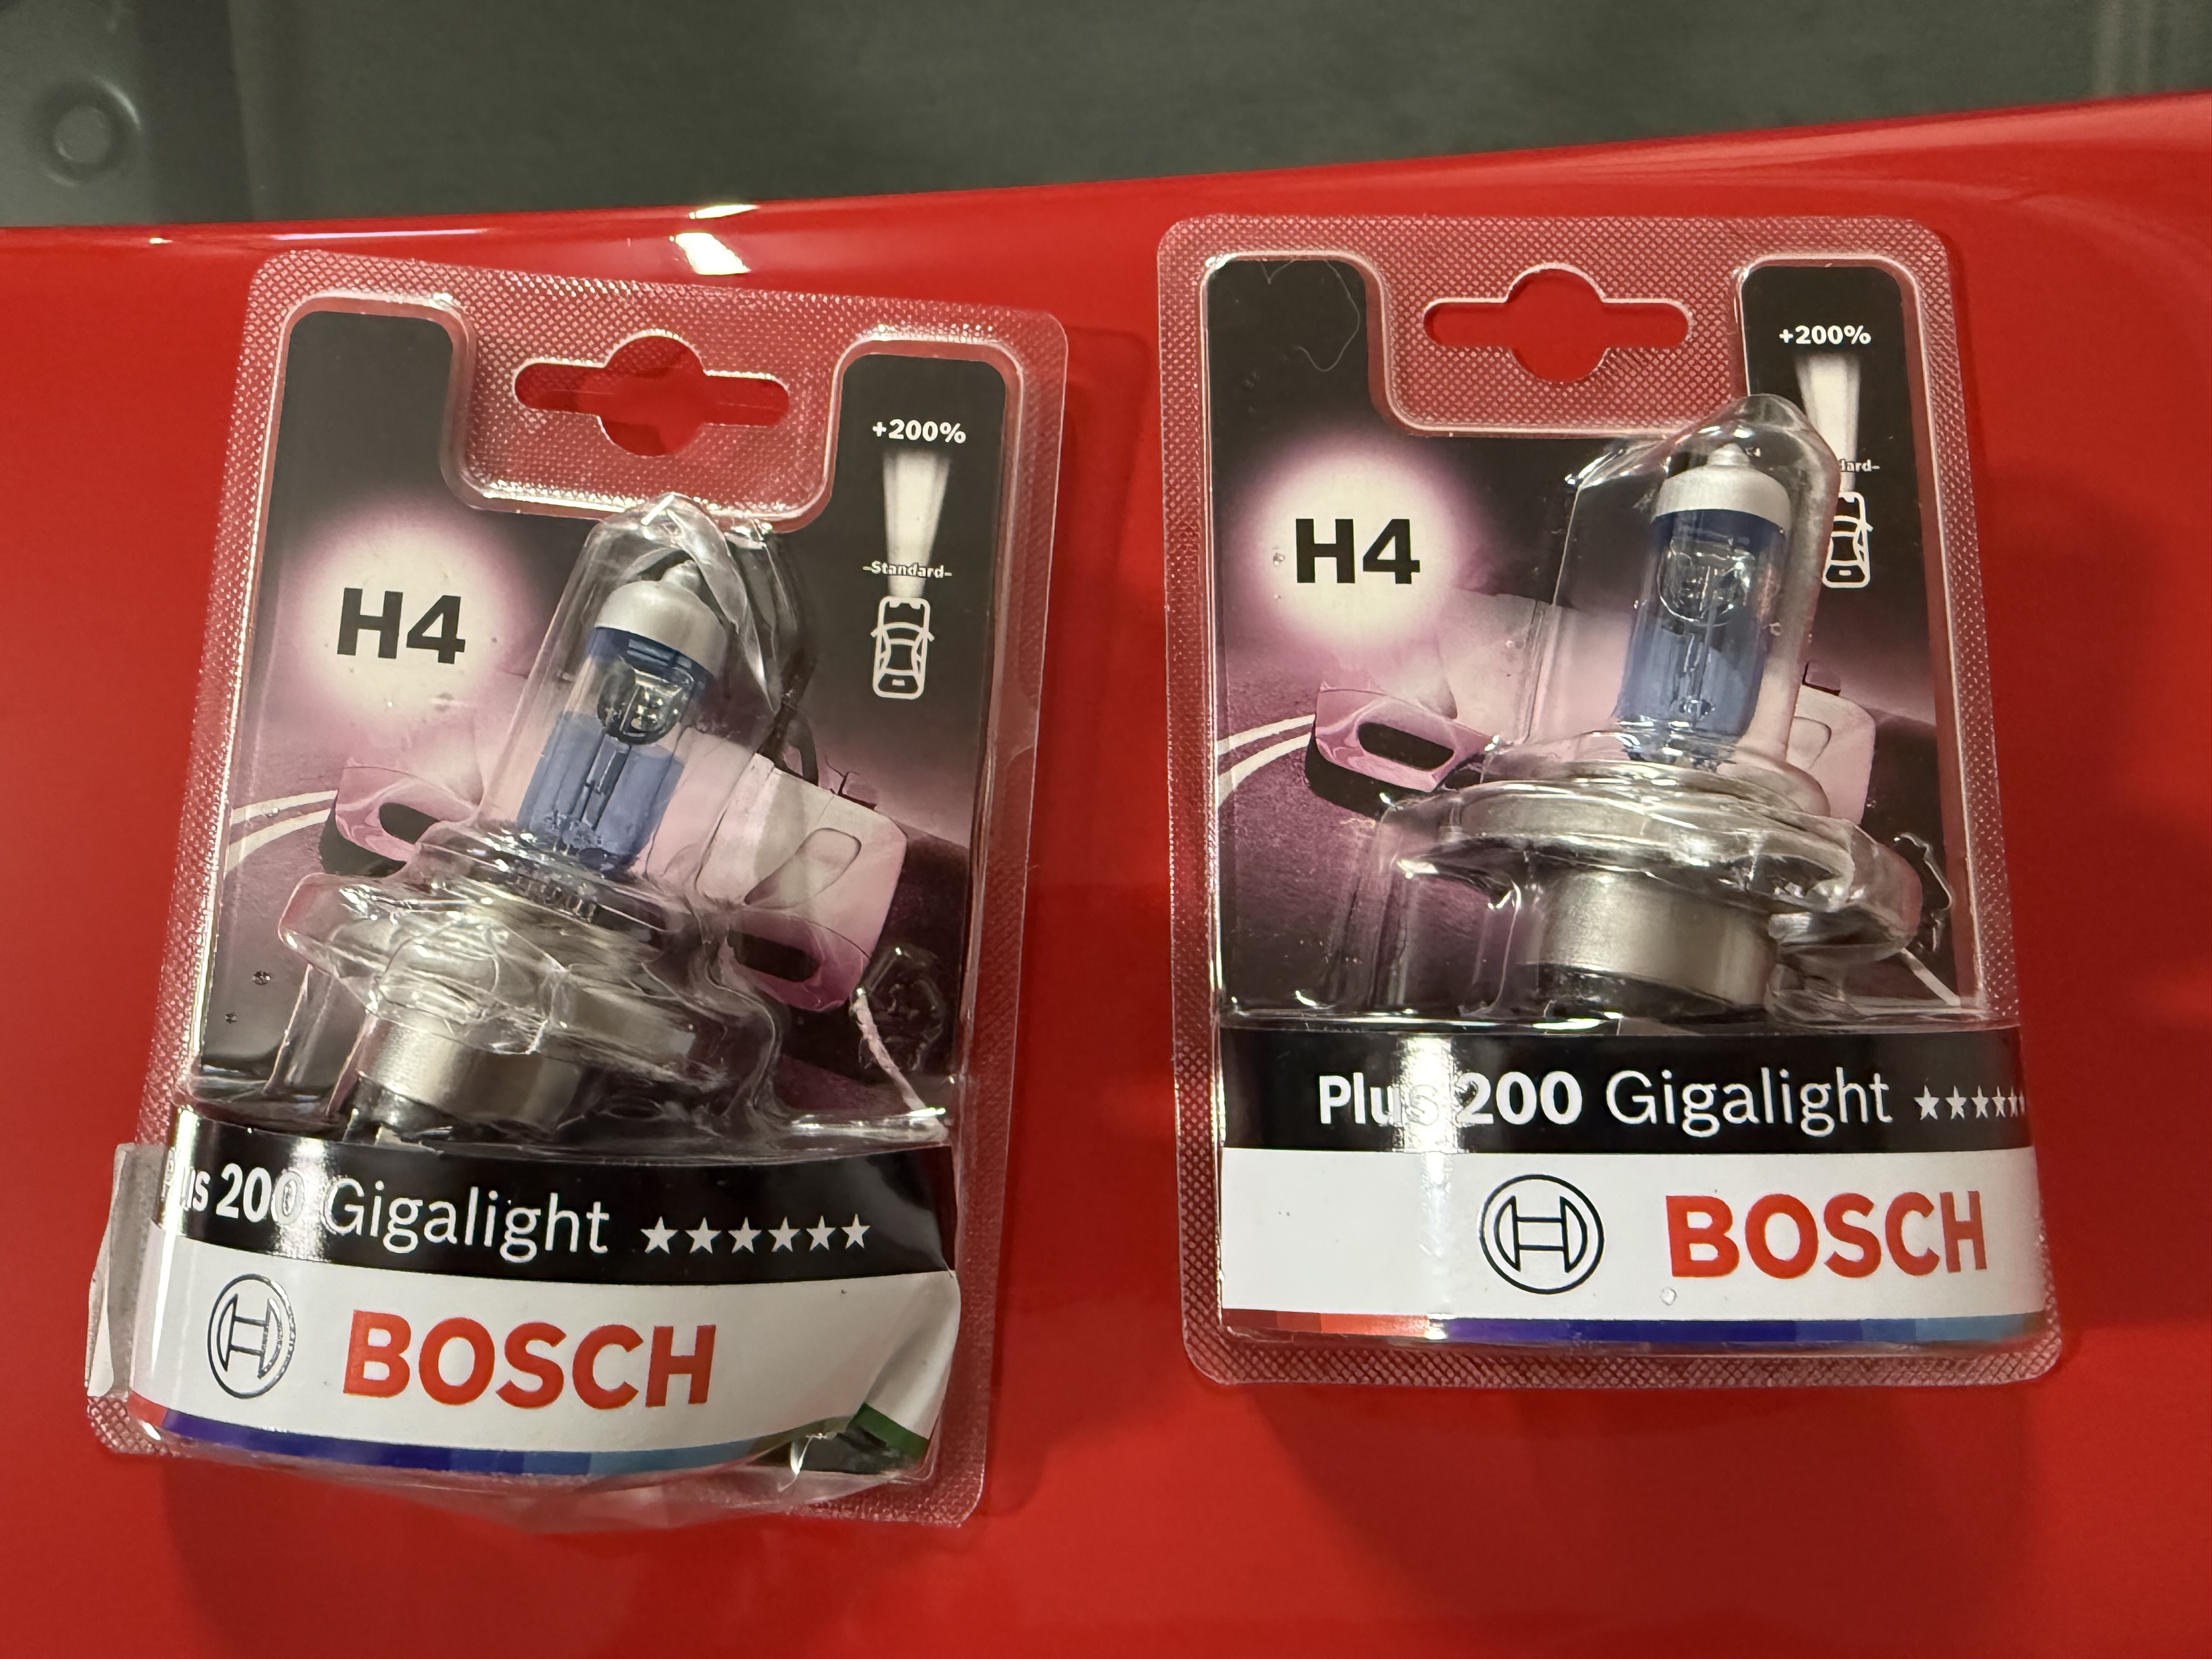 +200%
-Standard-
H4
Plus 200 Gigalight ★★★★★★
BOSCH
+200%
H4
Plus 200 Gigalight ★★★★★
BOSCH